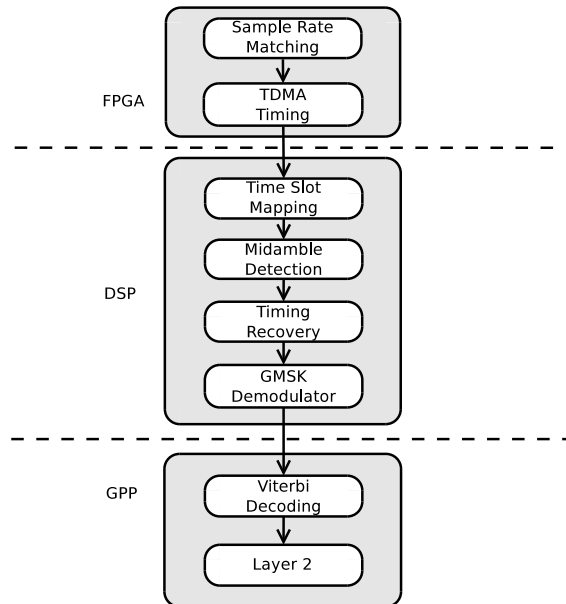 Sample Rate
Matching
FPGA
TDMA
Timing
Time Slot
Mapping
Midamble
Detection
DSP
Timing
Recovery
GMSK
Demodulator
GPP
Viterbi
Decoding
Layer 2